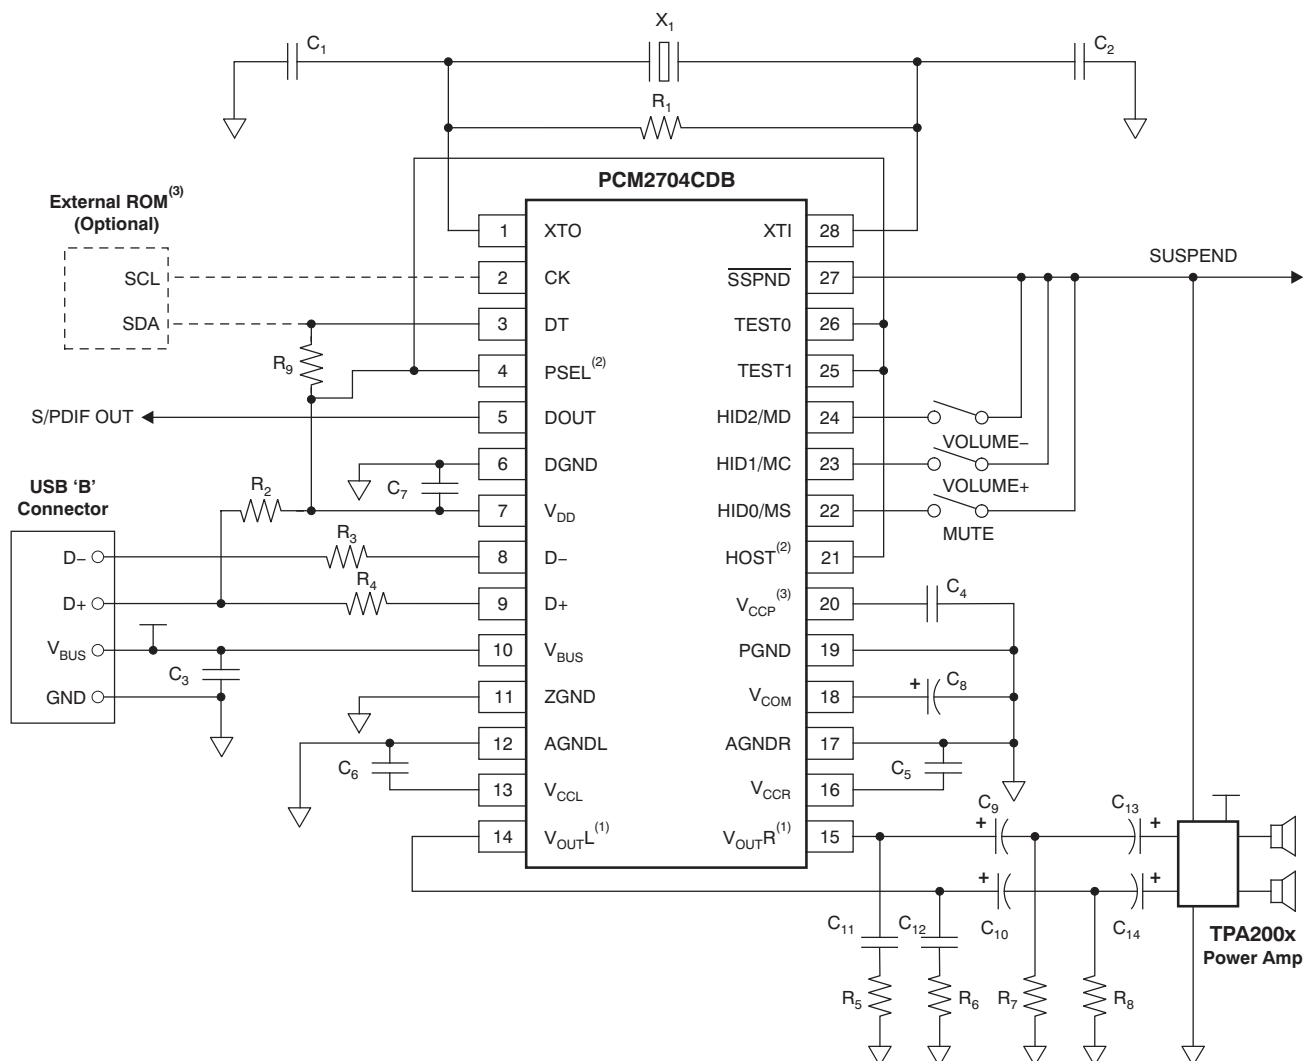 X1
C1
C2
R1
PCM2704CDB
External ROM(3)
(Optional)
SCL
SDA
R9
S/PDIF OUT
USB ‘B’
Connector
D−
D+
VBUS
GND
R2
R3
R4
C3
C7
C6
1 XTO
2 CK
3 DT
4 PSEL(2)
5 DOUT
6 DGND
7 VDD
8 D−
9 D+
10 VBUS
11 ZGND
12 AGNDL
13 VCCL
14 VOUTL(1)
XTI 28
SSPND 27
TEST0 26
TEST1 25
HID2/MD 24
HID1/MC 23
HID0/MS 22
HOST(2) 21
VCCP(3) 20
PGND 19
VCOM 18
AGNDR 17
VCCR 16
VOUTR(1) 15
SUSPEND
VOLUME−
VOLUME+
MUTE
C4
+ C8
C5
C9
+
C13
+
+
C10
+
C14
C11
C12
R5
R6
R7
R8
TPA200x
Power Amp